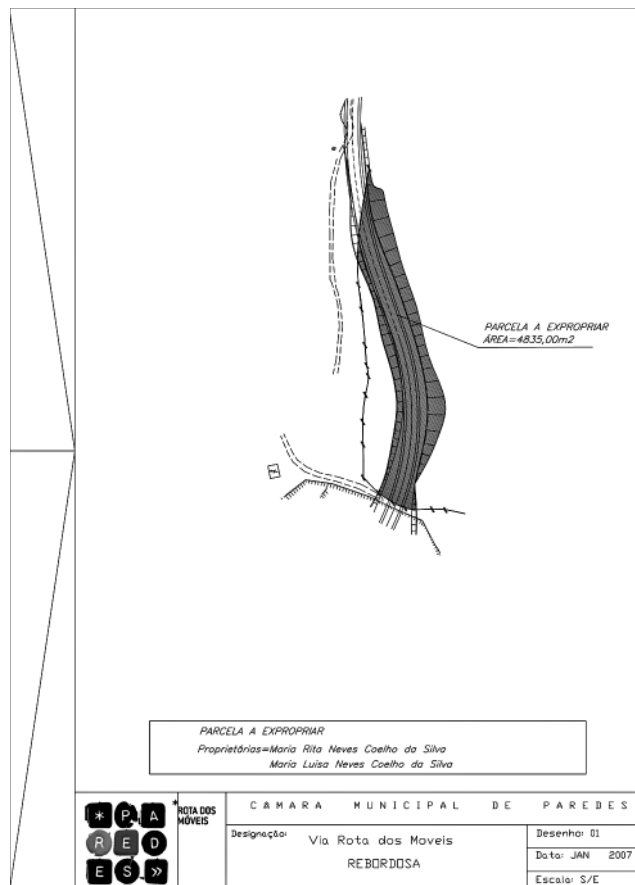 PARCELA A EXPROPRIAR
ÁREA=4835,00m2
PARCELA A EXPROPRIAR
Proprietárias=Maria Rita Neves Coelho da Silva
Maria Luisa Neves Coelho da Silva
* P A
R E D
E S »
* ROTA DOS
MÓVEIS
CÂMARA MUNICIPAL DE PAREDES
Designação: Via Rota dos Moveis
REBORDOSA
Desenho: 01
Data: JAN 2007
Escala: S/E